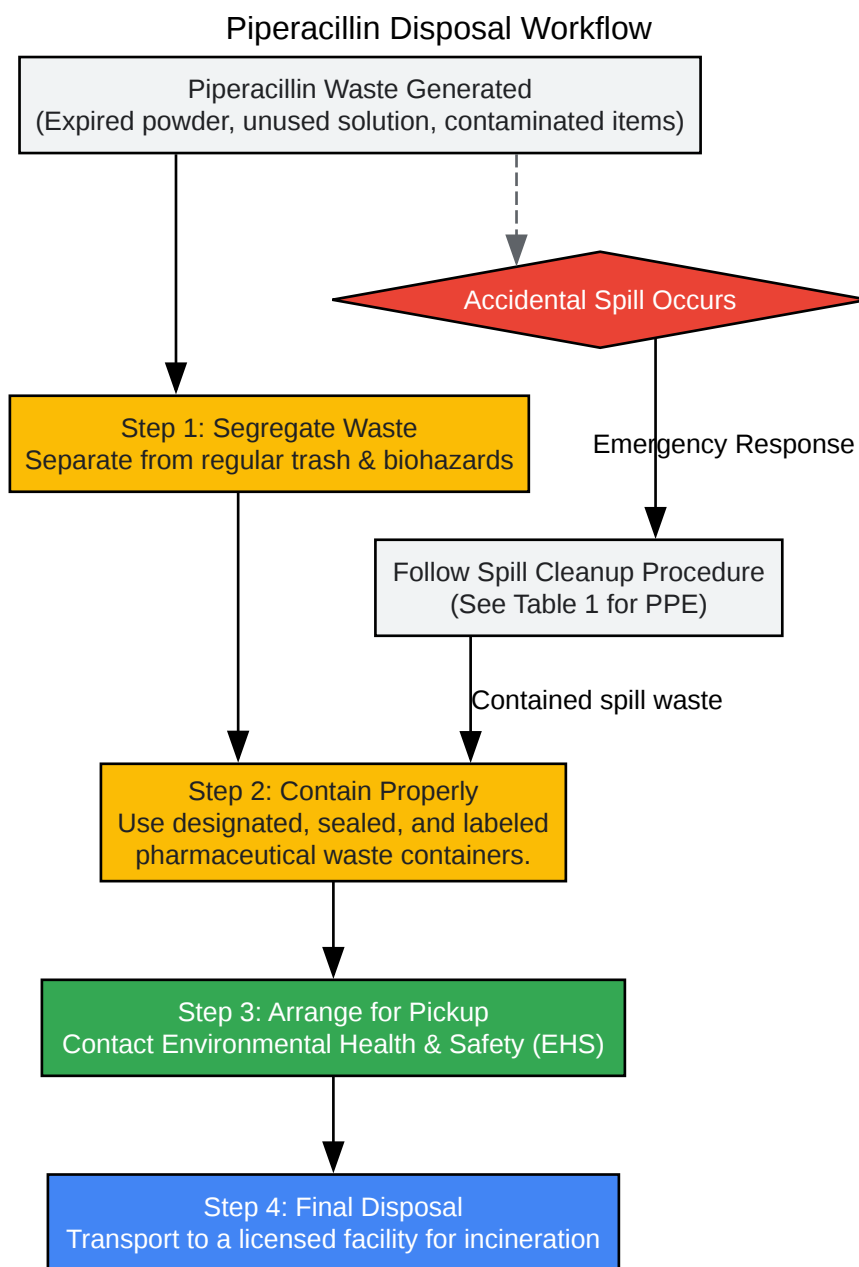 Piperacillin Disposal Workflow
Piperacillin Waste Generated
(Expired powder, unused solution, contaminated items)
Accidental Spill Occurs
Step 1: Segregate Waste
Separate from regular trash & biohazards
Emergency Response
Follow Spill Cleanup Procedure
(See Table 1 for PPE)
Contained spill waste
Step 2: Contain Properly
Use designated, sealed, and labeled
pharmaceutical waste containers.
Step 3: Arrange for Pickup
Contact Environmental Health & Safety (EHS)
Step 4: Final Disposal
Transport to a licensed facility for incineration